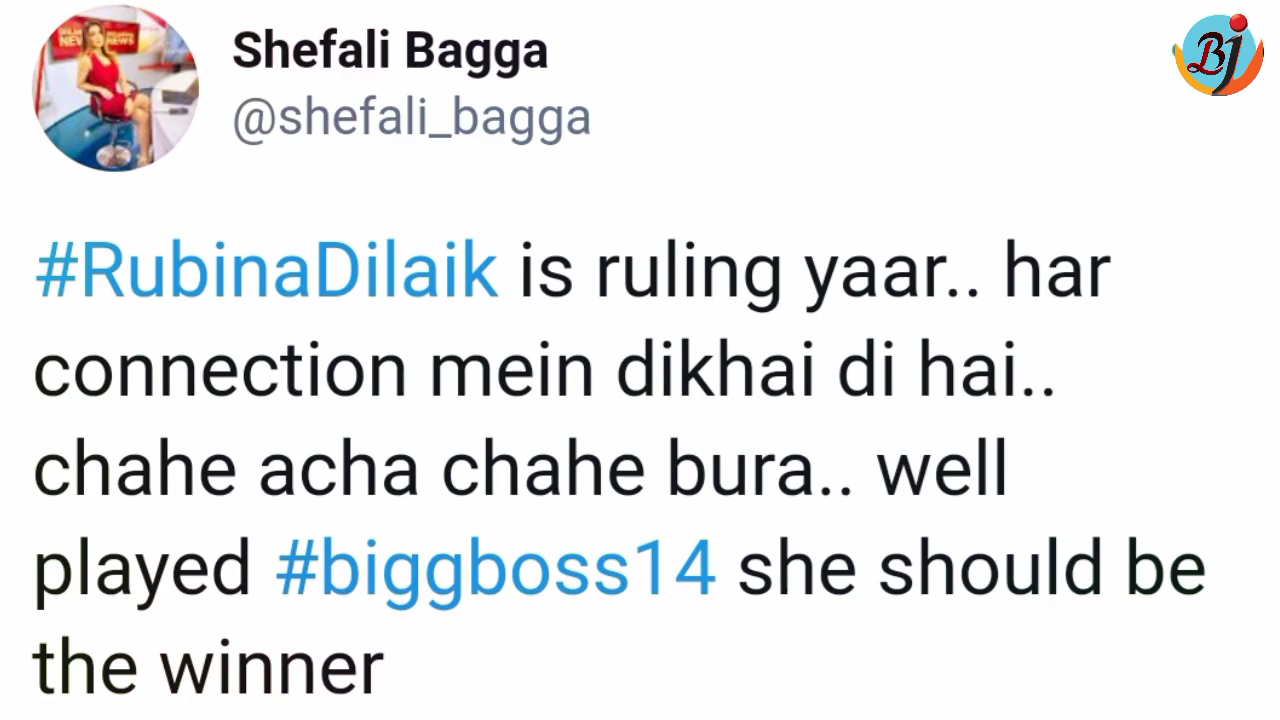 Shefali Bagga
@shefali_bagga
Bj
#RubinaDilaik is ruling yaar.. har
connection mein dikhai di hai..
chahe acha chahe bura.. well
played #biggboss14 she should be
the winner